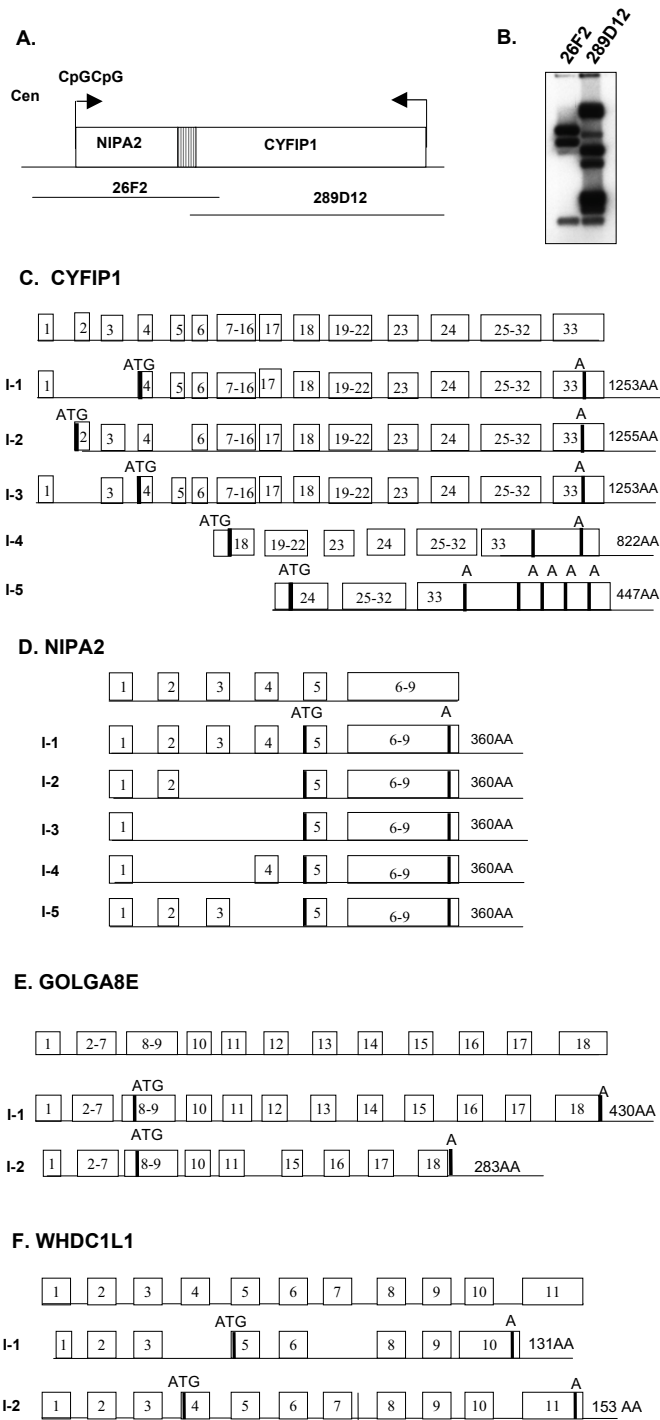 A.
B.
26F2
289D12
CpGCpG
Cen
NIPA2
CYFIP1
26F2
289D12
C. CYFIP1
1 2 3 4 5 6 7-16 17 18 19-22 23 24 25-32 33
ATG A
I-1 1 4 5 6 7-16 17 18 19-22 23 24 25-32 33 1253AA
ATG A
I-2 2 3 4 6 7-16 17 18 19-22 23 24 25-32 33 1255AA
ATG A
I-3 1 3 4 5 6 7-16 17 18 19-22 23 24 25-32 33 1253AA
ATG A
I-4 18 19-22 23 24 25-32 33 822AA
ATG A A A A A
I-5 24 25-32 33 447AA
D. NIPA2
1 2 3 4 5 6-9
ATG A
I-1 1 2 3 4 5 6-9 360AA
I-2 1 2 5 6-9 360AA
I-3 1 5 6-9 360AA
I-4 1 4 5 6-9 360AA
I-5 1 2 3 5 6-9 360AA
E. GOLGA8E
1 2-7 8-9 10 11 12 13 14 15 16 17 18
ATG A
I-1 1 2-7 8-9 10 11 12 13 14 15 16 17 18 430AA
ATG A
I-2 1 2-7 8-9 10 11 15 16 17 18 283AA
F. WHDC1L1
1 2 3 4 5 6 7 8 9 10 11
ATG A
I-1 1 2 3 5 6 8 9 10 131AA
ATG A
I-2 1 2 3 4 5 6 7 8 9 10 11 153 AA